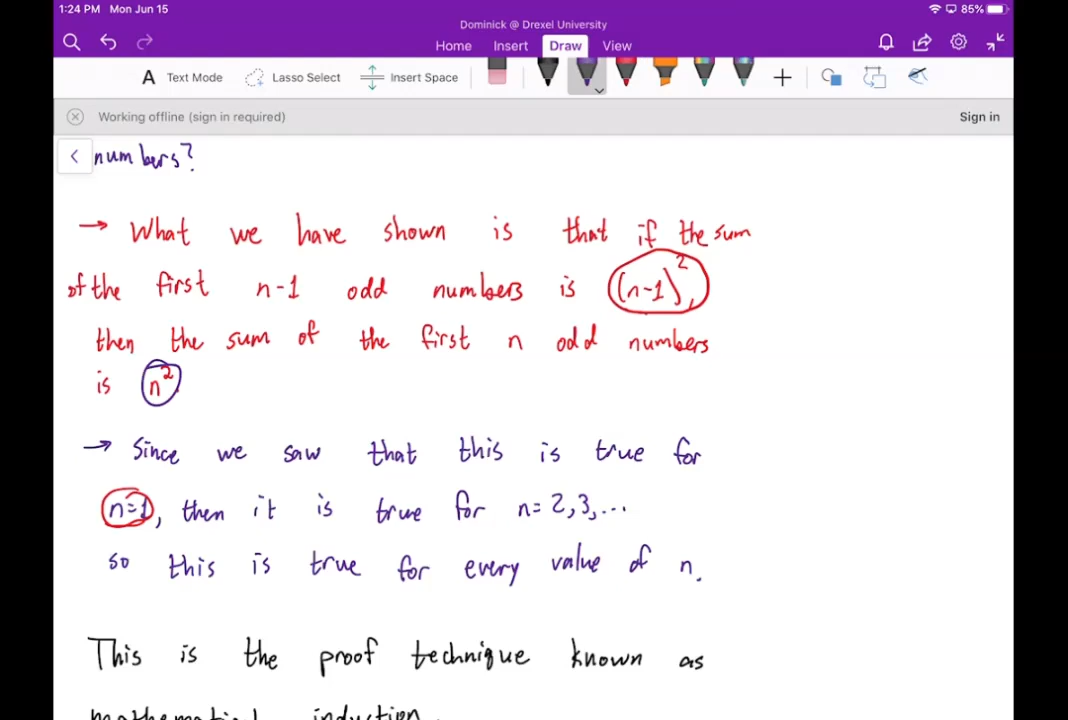 1:24 PM Mon Jun 15
85%
Dominick @ Drexel University
Home Insert Draw View
A Text Mode Lasso Select Insert Space
Working offline (sign in required) Sign in
numbers?
→ What we have shown is that if the sum
of the first n-1 odd numbers is (n-1)²,
then the sum of the first n odd numbers
is n²
→ Since we saw that this is true for
n=1, then it is true for n= 2,3,...
so this is true for every value of n.
This is the proof technique known as
mathematical induction.